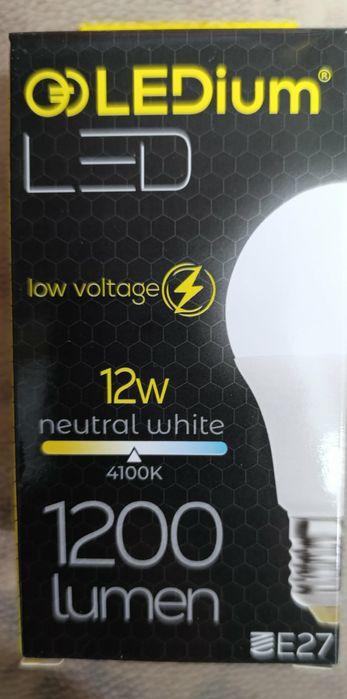 LEDium®
LED
low voltage
12W
neutral white
4100K
1200
lumen
E27